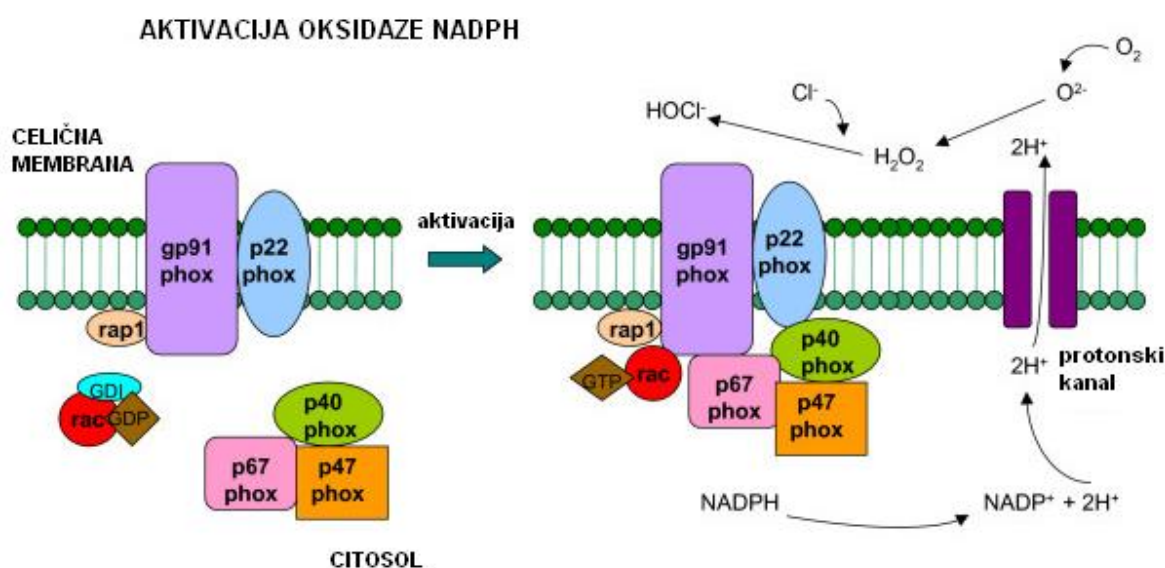 AKTIVACIJA OKSIDAZE NADPH
CELIČNA
MEMBRANA
gp91
phox
p22
phox
rap1
GDI
rac
GDP
p40
phox
p67
phox
p47
phox
CITOSOL
aktivacija
O₂
O²⁻
Cl⁻
HOCl⁻
H₂O₂
2H⁺
gp91
phox
p22
phox
rap1
GTP
rac
p40
phox
p67
phox
p47
phox
2H⁺
protonski
kanal
NADPH
NADP⁺ + 2H⁺